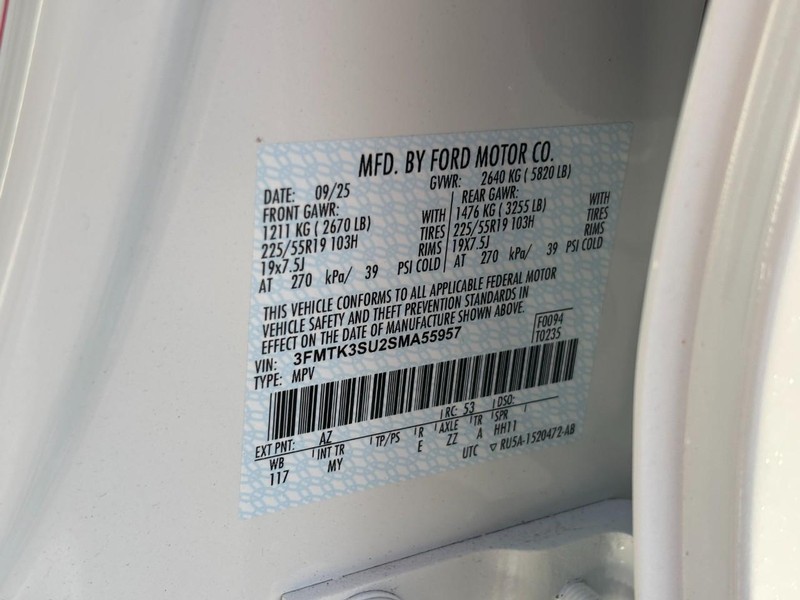 MFD. BY FORD MOTOR CO.
DATE: 09/25 GVWR: 2640 KG ( 5820 LB)
FRONT GAWR: REAR GAWR:
1211 KG ( 2670 LB) WITH 1476 KG ( 3255 LB) WITH
225/55R19 103H TIRES 225/55R19 103H TIRES
19x7.5J RIMS 19X7.5J RIMS
AT 270 kPa/ 39 PSI COLD AT 270 kPa/ 39 PSI COLD
THIS VEHICLE CONFORMS TO ALL APPLICABLE FEDERAL MOTOR
VEHICLE SAFETY AND THEFT PREVENTION STANDARDS IN
EFFECT ON THE DATE OF MANUFACTURE SHOWN ABOVE.
VIN: 3FMTK3SU2SMA55957 F0094
TYPE: MPV T0235
EXT PNT: AZ RC: 53 DSO:
WB INT TR TP/PS R AXLE TR SPR
117 MY E ZZ A HH11
UTC ▽ RU5A-1520472-AB